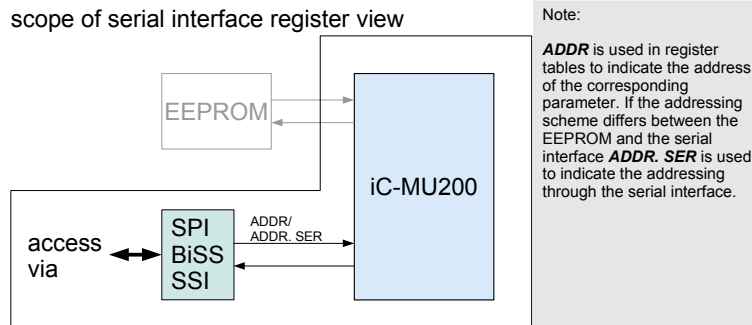 scope of serial interface register view
EEPROM
iC-MU200
access
via
SPI
BiSS
SSI
ADDR/
ADDR. SER
Note:
ADDR is used in register
tables to indicate the address
of the corresponding
parameter. If the addressing
scheme differs between the
EEPROM and the serial
interface ADDR. SER is used
to indicate the addressing
through the serial interface.